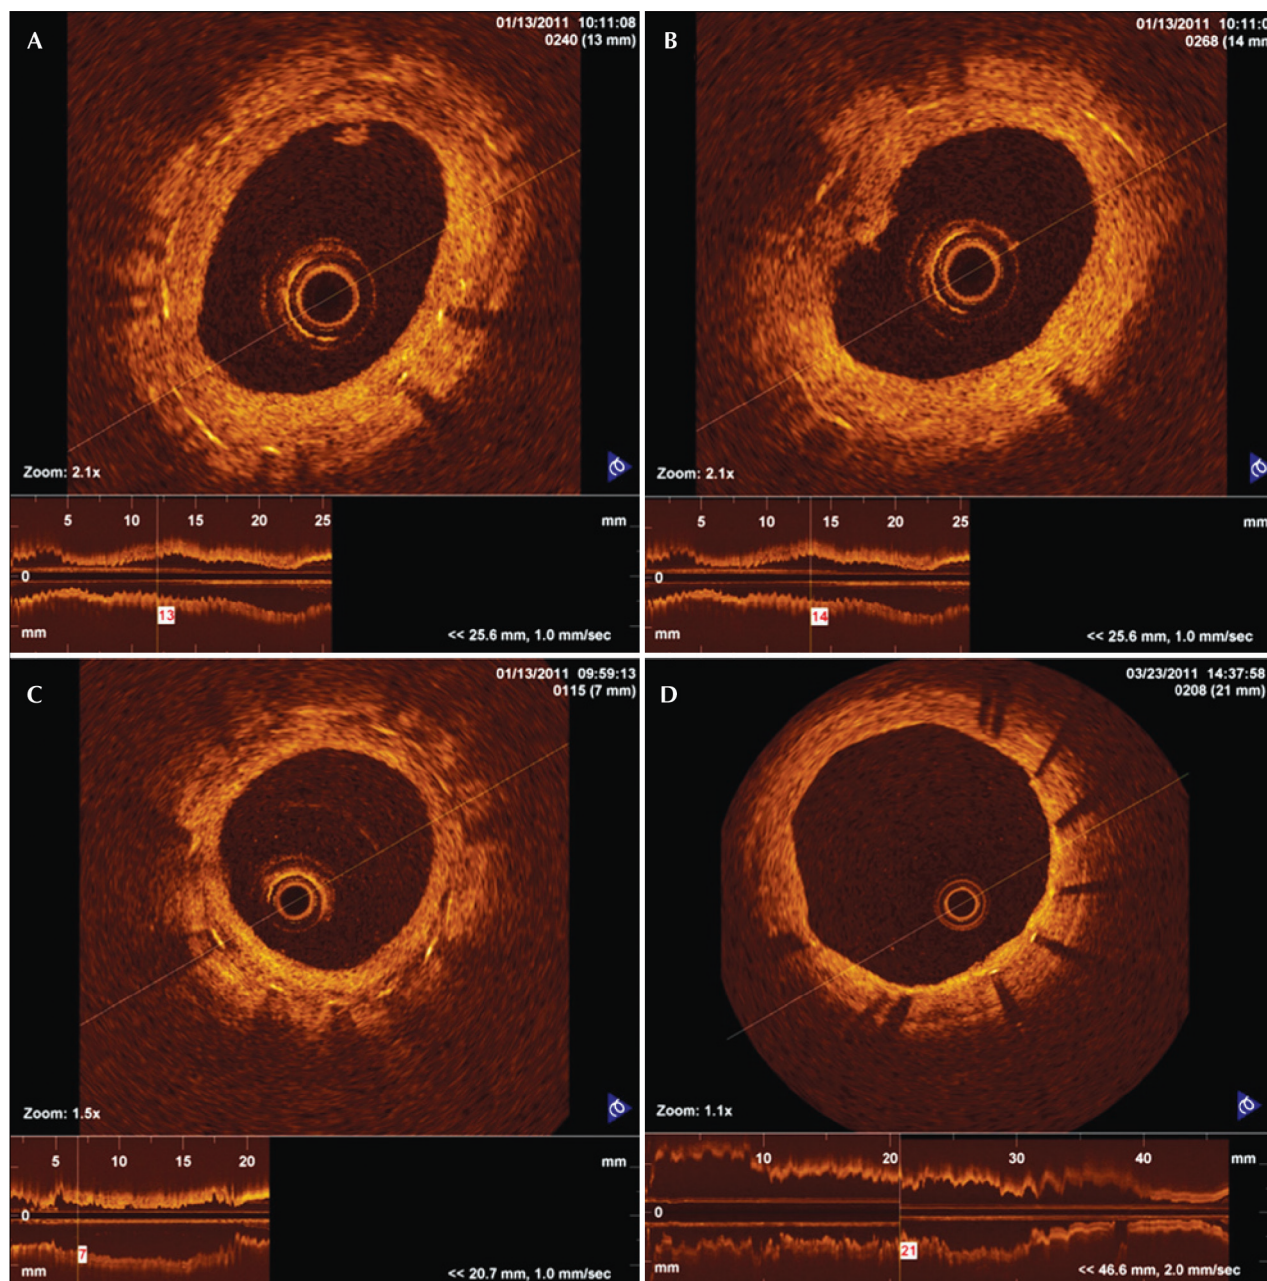 A
01/13/2011 10:11:08
0240 (13 mm)
Zoom: 2.1x
5 10 15 20 25 mm
0
13
mm
<< 25.6 mm, 1.0 mm/sec
B
01/13/2011 10:11:0
0268 (14 mm
Zoom: 2.1x
5 10 15 20 25 mm
0
14
mm
<< 25.6 mm, 1.0 mm/sec
C
01/13/2011 09:59:13
0115 (7 mm)
Zoom: 1.5x
5 10 15 20 mm
0
7
mm
<< 20.7 mm, 1.0 mm/sec
D
03/23/2011 14:37:58
0208 (21 mm)
Zoom: 1.1x
10 20 30 40 mm
0
21
mm
<< 46.6 mm, 2.0 mm/sec